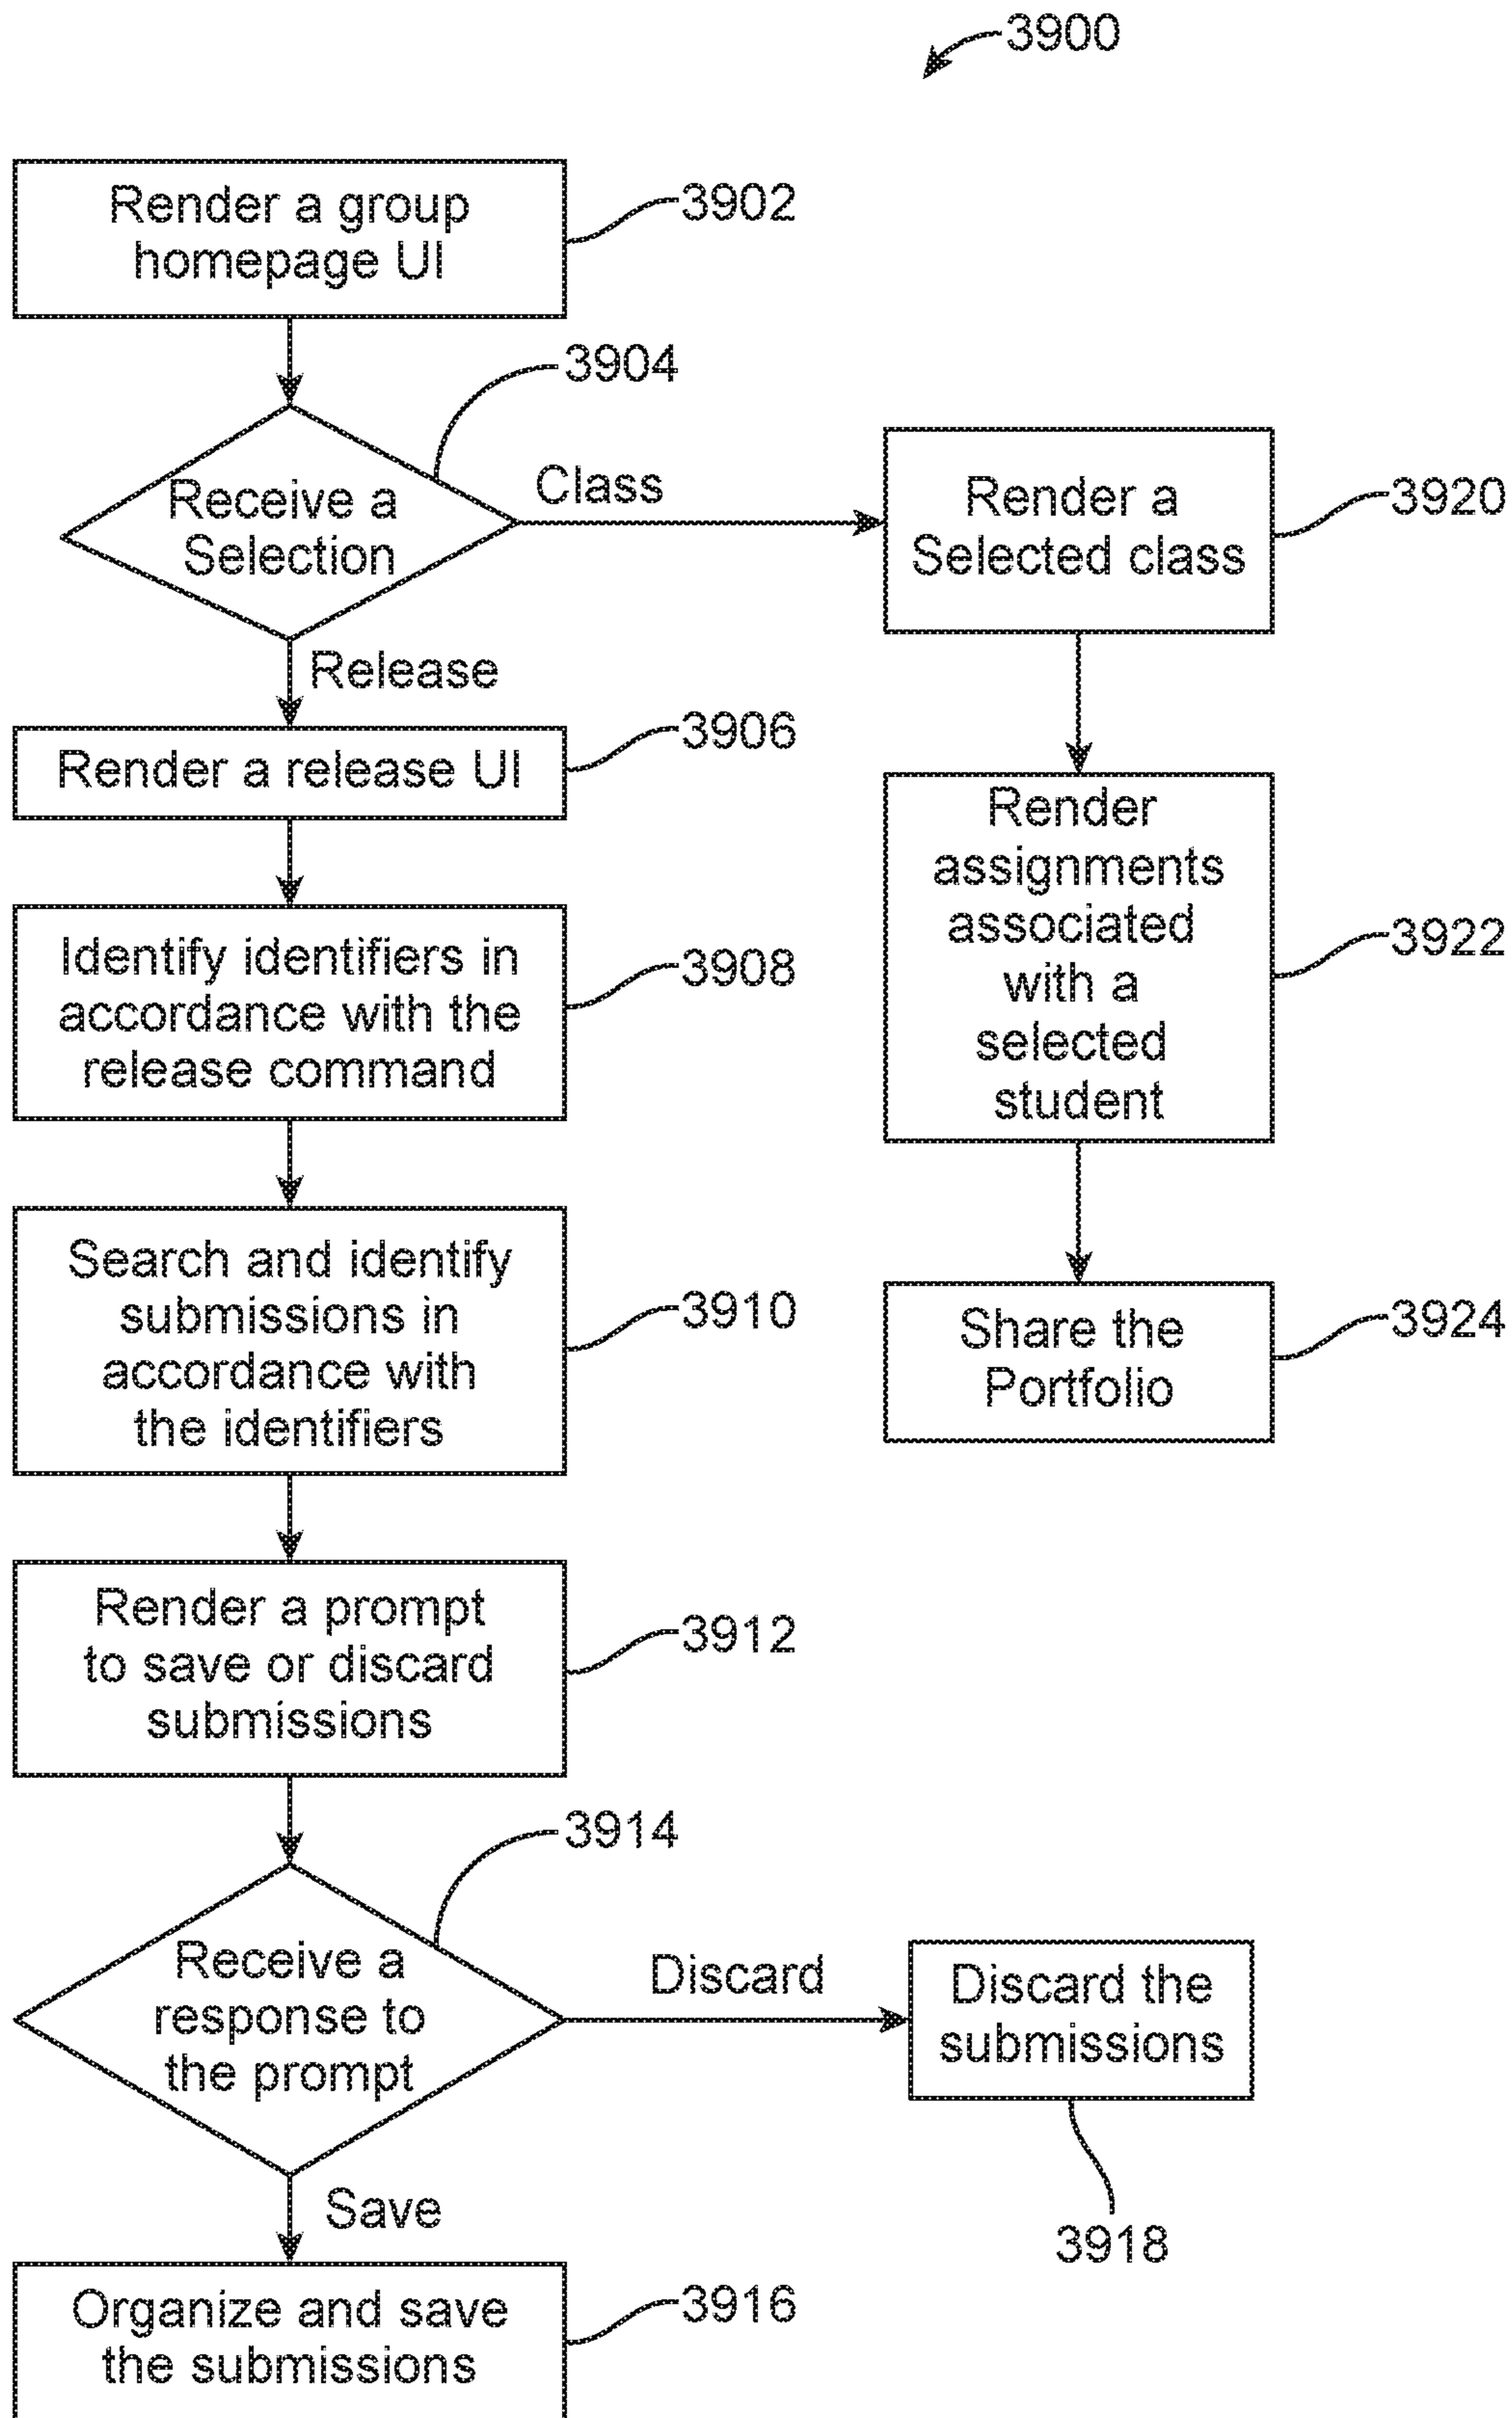 3900
Render a group
homepage UI
3902
3904
Receive a
Selection
Class
Render a
Selected class
3920
Release
Render a release UI
3906
Render
assignments
associated
with a
selected
student
3922
Identify identifiers in
accordance with the
release command
3908
Search and identify
submissions in
accordance with
the identifiers
3910
Share the
Portfolio
3924
Render a prompt
to save or discard
submissions
3912
3914
Receive a
response to
the prompt
Discard
Discard the
submissions
3918
Save
Organize and save
the submissions
3916